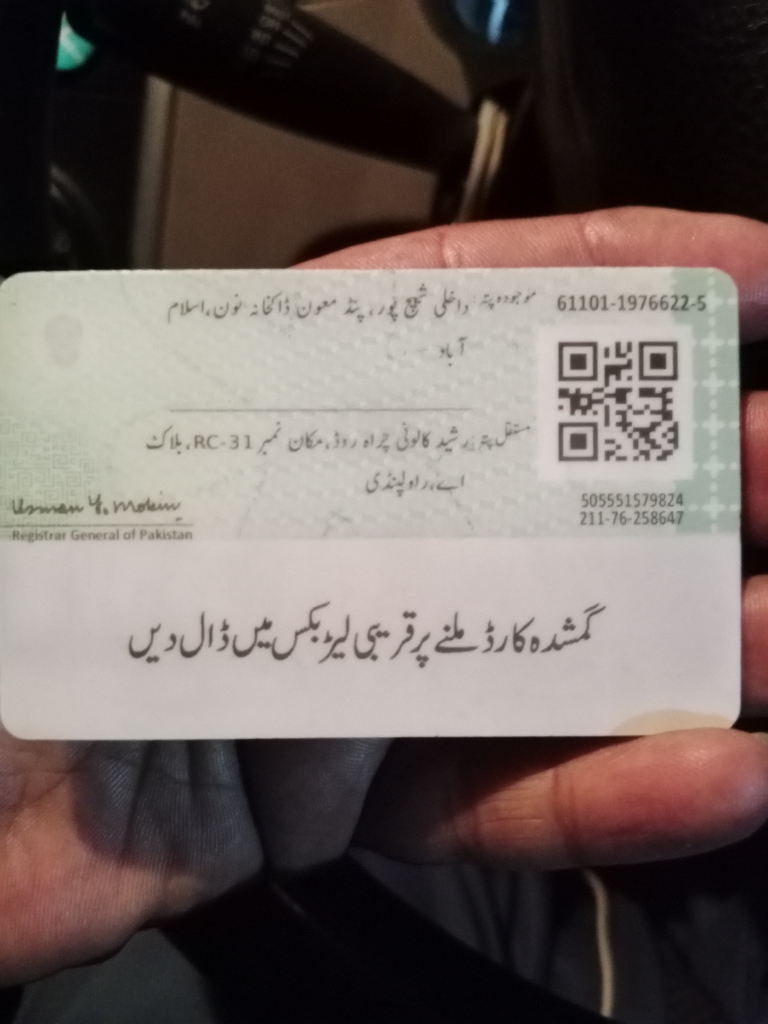 61101-1976622-5
موجودہ پتہ: داخلی شیخ پور، پنڈ معون ڈاکخانہ نون، اسلام
آباد
مستقل پتہ: رشید کالونی چراہ روڈ، مکان نمبر RC-31، بلاک
اے، راولپنڈی
505551579824
211-76-258647
Usman Y. Mobin
Registrar General of Pakistan
گمشدہ کارڈ ملنے پر قریبی لیٹر بکس میں ڈال دیں